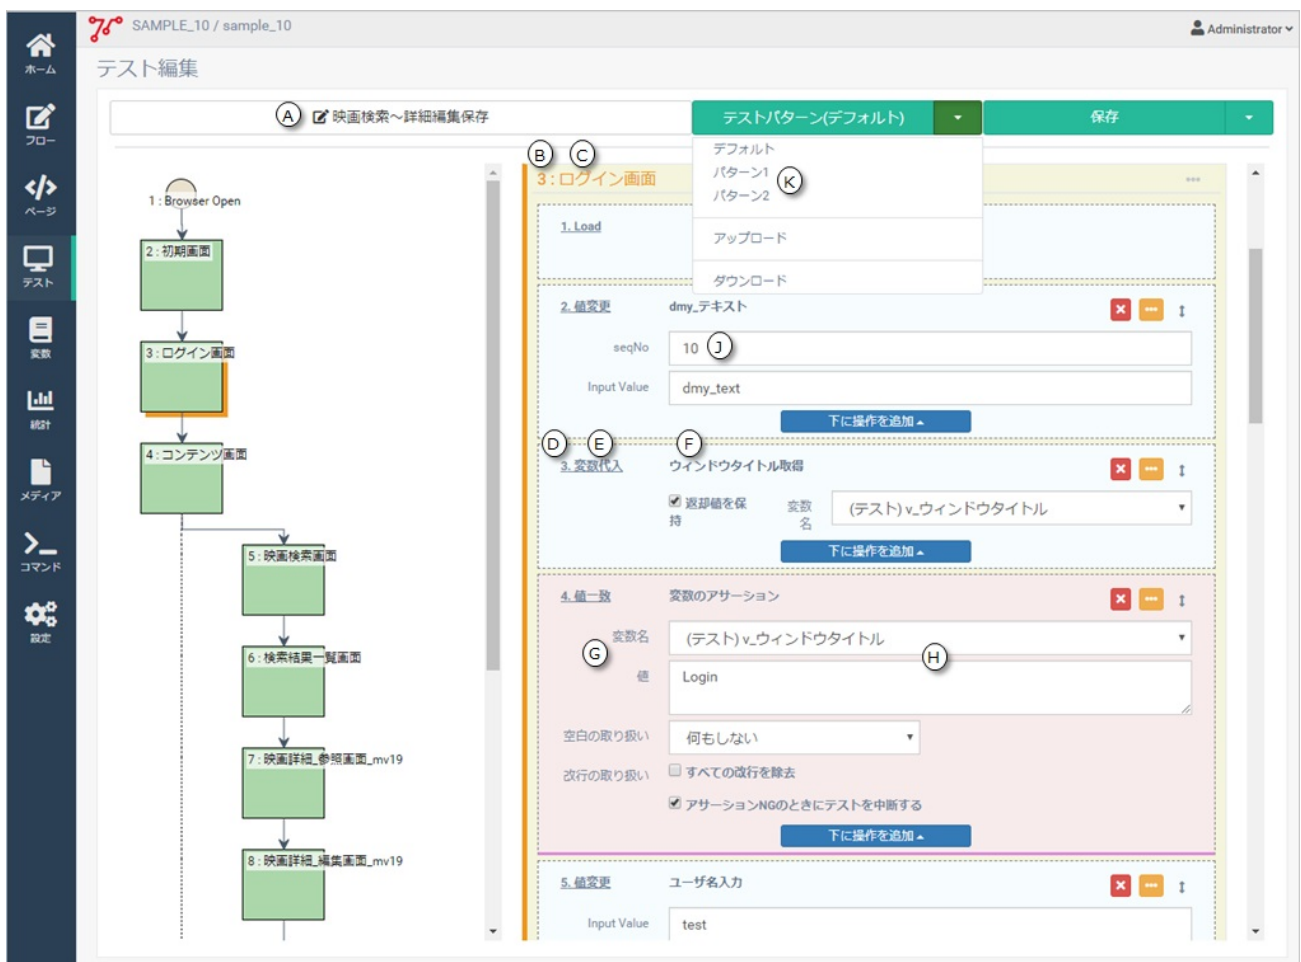 SAMPLE_10 / sample_10
Administrator
テスト編集
ホーム
フロー
ページ
テスト
変数
統計
メディア
コマンド
設定
A 映画検索～詳細編集保存
テストパターン(デフォルト)
保存
デフォルト
パターン1
パターン2
K
アップロード
ダウンロード
1 : Browser Open
2 : 初期画面
3 : ログイン画面
4 : コンテンツ画面
5 : 映画検索画面
6 : 検索結果一覧画面
7 : 映画詳細_参照画面_mv19
8 : 映画詳細_編集画面_mv19
B C
3 : ログイン画面
1. Load
2. 値変更 dmy_テキスト
seqNo 10 J
Input Value dmy_text
下に操作を追加
D E F
3. 変数代入 ウィンドウタイトル取得
返却値を保
持
変数
名
(テスト) v_ウィンドウタイトル
下に操作を追加
4. 値一致 変数のアサーション
変数名 (テスト) v_ウィンドウタイトル
G H
値 Login
空白の取り扱い 何もしない
改行の取り扱い すべての改行を除去
アサーションNGのときにテストを中断する
下に操作を追加
5. 値変更 ユーザ名入力
Input Value test